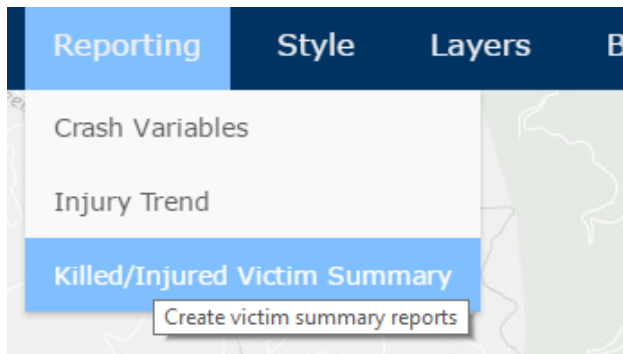 Reporting Style Layers B
Crash Variables
Injury Trend
Killed/Injured Victim Summary
Create victim summary reports